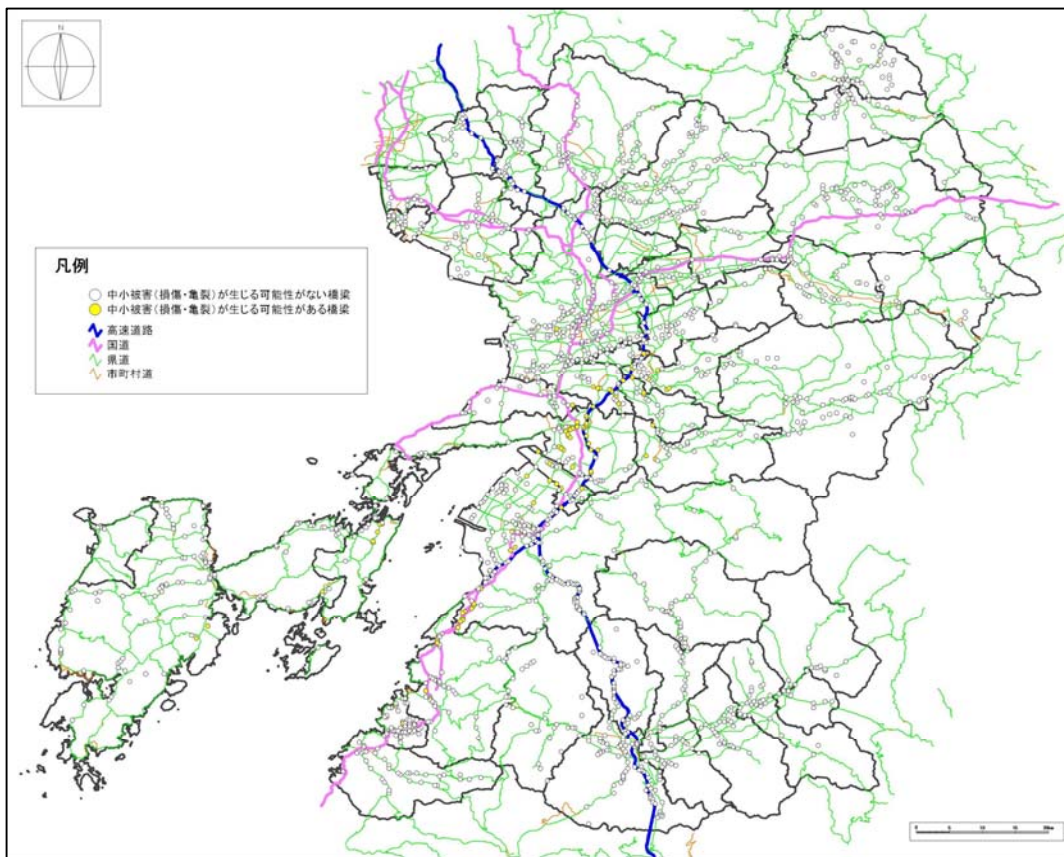 N
凡例
中小被害(損傷・亀裂)が生じる可能性がない橋梁
中小被害(損傷・亀裂)が生じる可能性がある橋梁
高速道路
国道
県道
市町村道